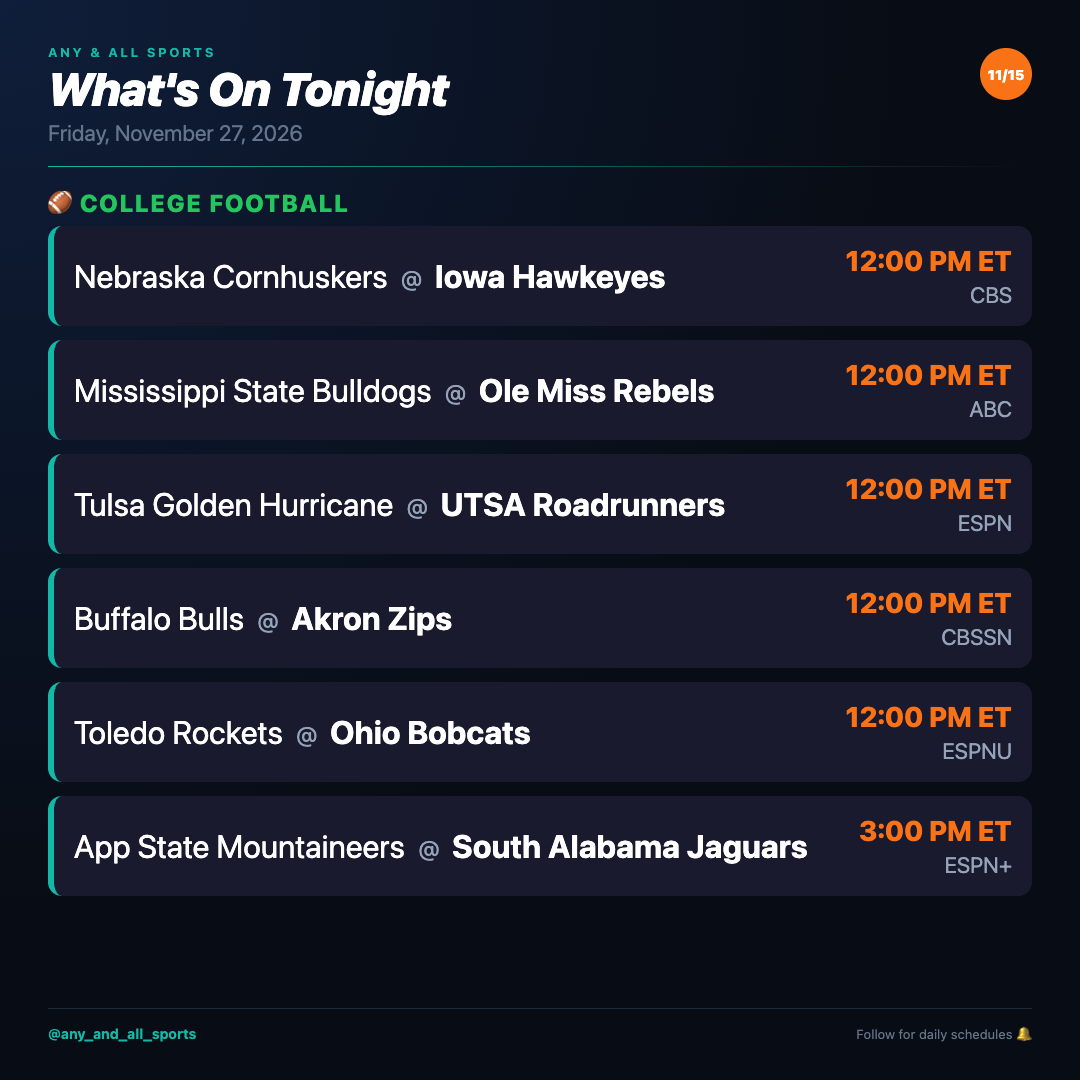 ANY & ALL SPORTS
What's On Tonight
11/15
Friday, November 27, 2026
🏈 COLLEGE FOOTBALL
Nebraska Cornhuskers @ Iowa Hawkeyes
12:00 PM ET
CBS
Mississippi State Bulldogs @ Ole Miss Rebels
12:00 PM ET
ABC
Tulsa Golden Hurricane @ UTSA Roadrunners
12:00 PM ET
ESPN
Buffalo Bulls @ Akron Zips
12:00 PM ET
CBSSN
Toledo Rockets @ Ohio Bobcats
12:00 PM ET
ESPNU
App State Mountaineers @ South Alabama Jaguars
3:00 PM ET
ESPN+
@any_and_all_sports
Follow for daily schedules 🔔